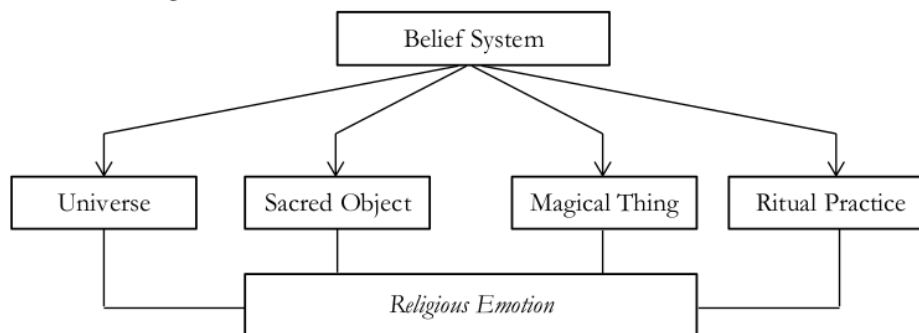 Belief System
Universe
Sacred Object
Magical Thing
Ritual Practice
Religious Emotion